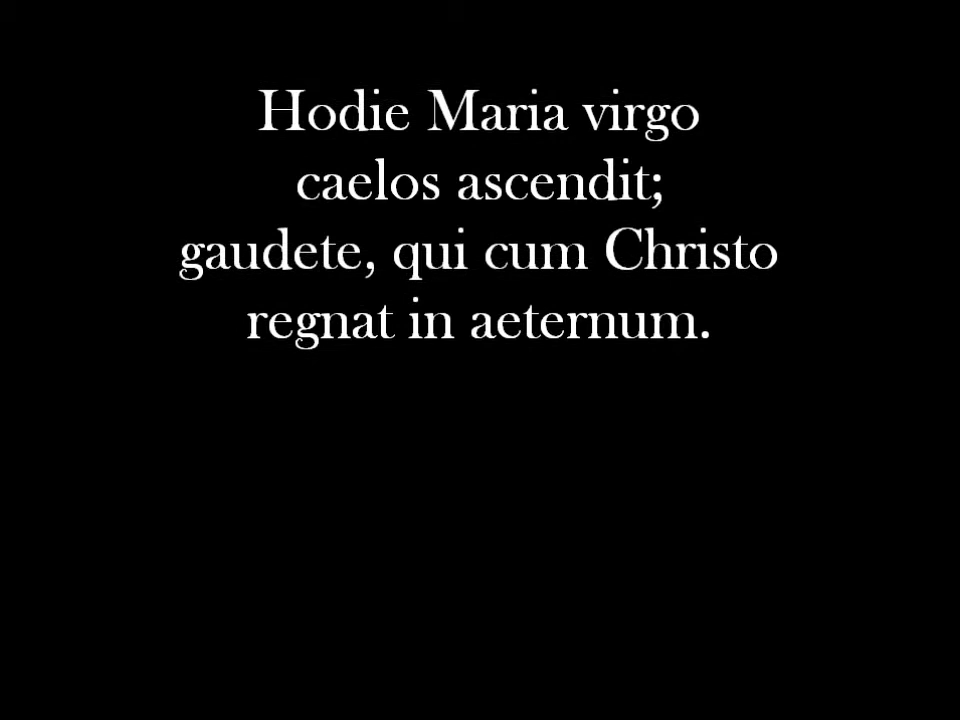 Hodie Maria virgo
caelos ascendit;
gaudete, qui cum Christo
regnat in aeternum.